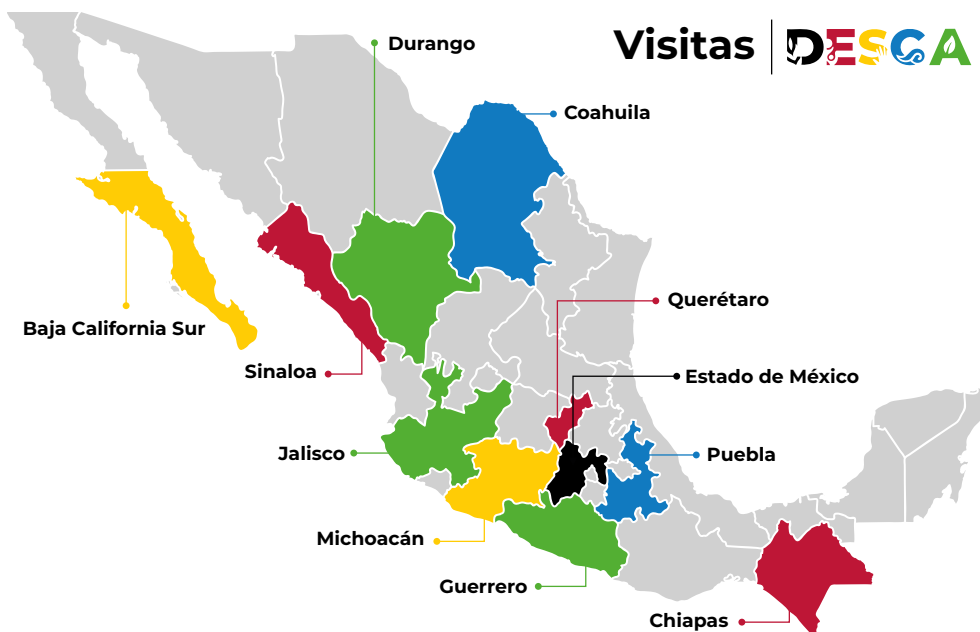 Visitas | DESCA
Durango
Coahuila
Querétaro
Baja California Sur
Sinaloa
Estado de México
Jalisco
Puebla
Michoacán
Guerrero
Chiapas